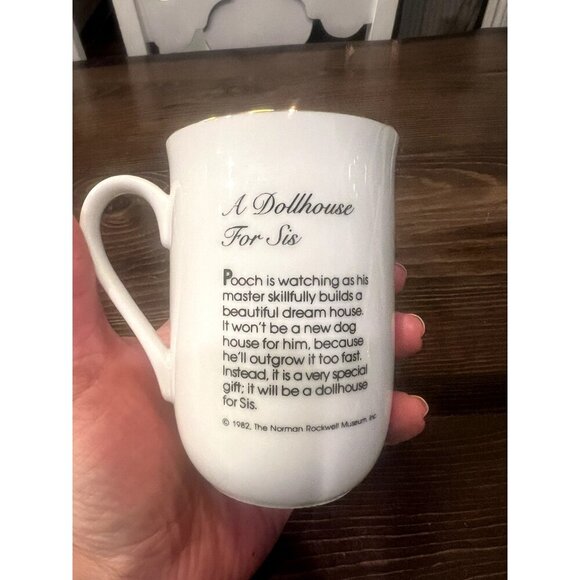 A Dollhouse
For Sis
Pooch is watching as his
master skillfully builds a
beautiful dream house.
It won't be a new dog
house for him, because
he'll outgrow it too fast.
Instead, it is a very special
gift; it will be a dollhouse
for Sis.
© 1982, The Norman Rockwell Museum, Inc.